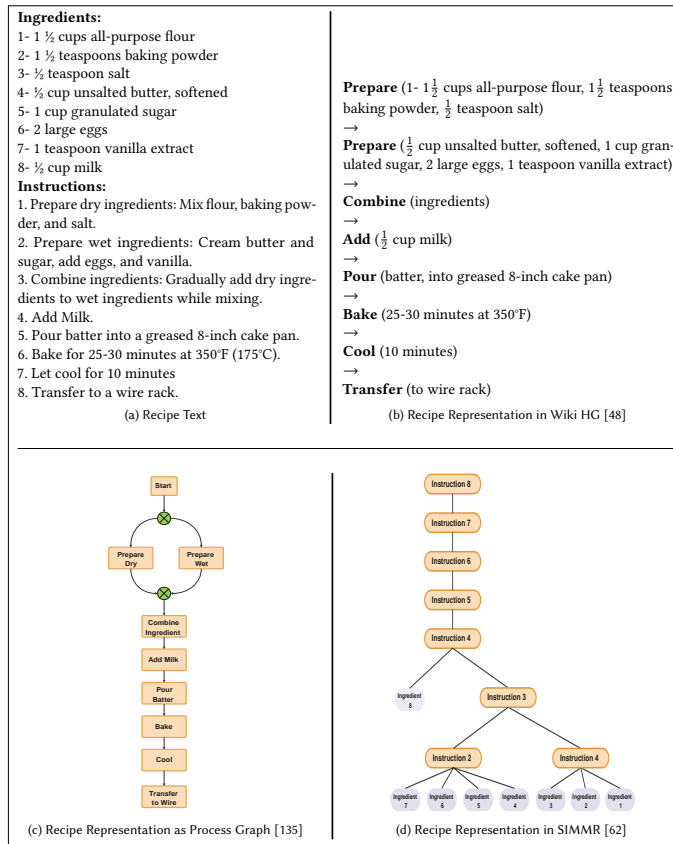 Ingredients:
1- 1 ½ cups all-purpose flour
2- 1 ½ teaspoons baking powder
3- ½ teaspoon salt
4- ½ cup unsalted butter, softened
5- 1 cup granulated sugar
6- 2 large eggs
7- 1 teaspoon vanilla extract
8- ½ cup milk
Instructions:
1. Prepare dry ingredients: Mix flour, baking pow-
der, and salt.
2. Prepare wet ingredients: Cream butter and
sugar, add eggs, and vanilla.
3. Combine ingredients: Gradually add dry ingre-
dients to wet ingredients while mixing.
4. Add Milk.
5. Pour batter into a greased 8-inch cake pan.
6. Bake for 25-30 minutes at 350°F (175°C).
7. Let cool for 10 minutes
8. Transfer to a wire rack.
(a) Recipe Text
Prepare (1- 1½ cups all-purpose flour, 1½ teaspoons
baking powder, ½ teaspoon salt)
→
Prepare (½ cup unsalted butter, softened, 1 cup gran-
ulated sugar, 2 large eggs, 1 teaspoon vanilla extract)
→
Combine (ingredients)
→
Add (½ cup milk)
→
Pour (batter, into greased 8-inch cake pan)
→
Bake (25-30 minutes at 350°F)
→
Cool (10 minutes)
→
Transfer (to wire rack)
(b) Recipe Representation in Wiki HG [48]
Start
Prepare
Dry
Prepare
Wet
Combine
Ingredient
Add Milk
Pour
Batter
Bake
Cool
Transfer
to Wire
(c) Recipe Representation as Process Graph [135]
Instruction 8
Instruction 7
Instruction 6
Instruction 5
Instruction 4
Ingredient
8
Instruction 3
Instruction 2
Instruction 4
Ingredient
7
Ingredient
6
Ingredient
5
Ingredient
4
Ingredient
3
Ingredient
2
Ingredient
1
(d) Recipe Representation in SIMMR [62]